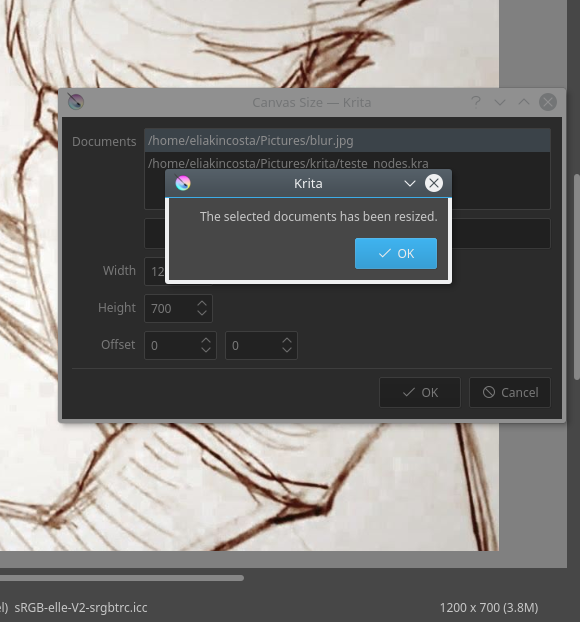 Canvas Size — Krita
Documents
/home/eliakincosta/Pictures/blur.jpg
/home/eliakincosta/Pictures/krita/teste_nodes.kra
Krita
The selected documents has been resized.
OK
Width 12
Height 700
Offset 0 0
OK Cancel
el) sRGB-elle-V2-srgbtrc.icc 1200 x 700 (3.8M)